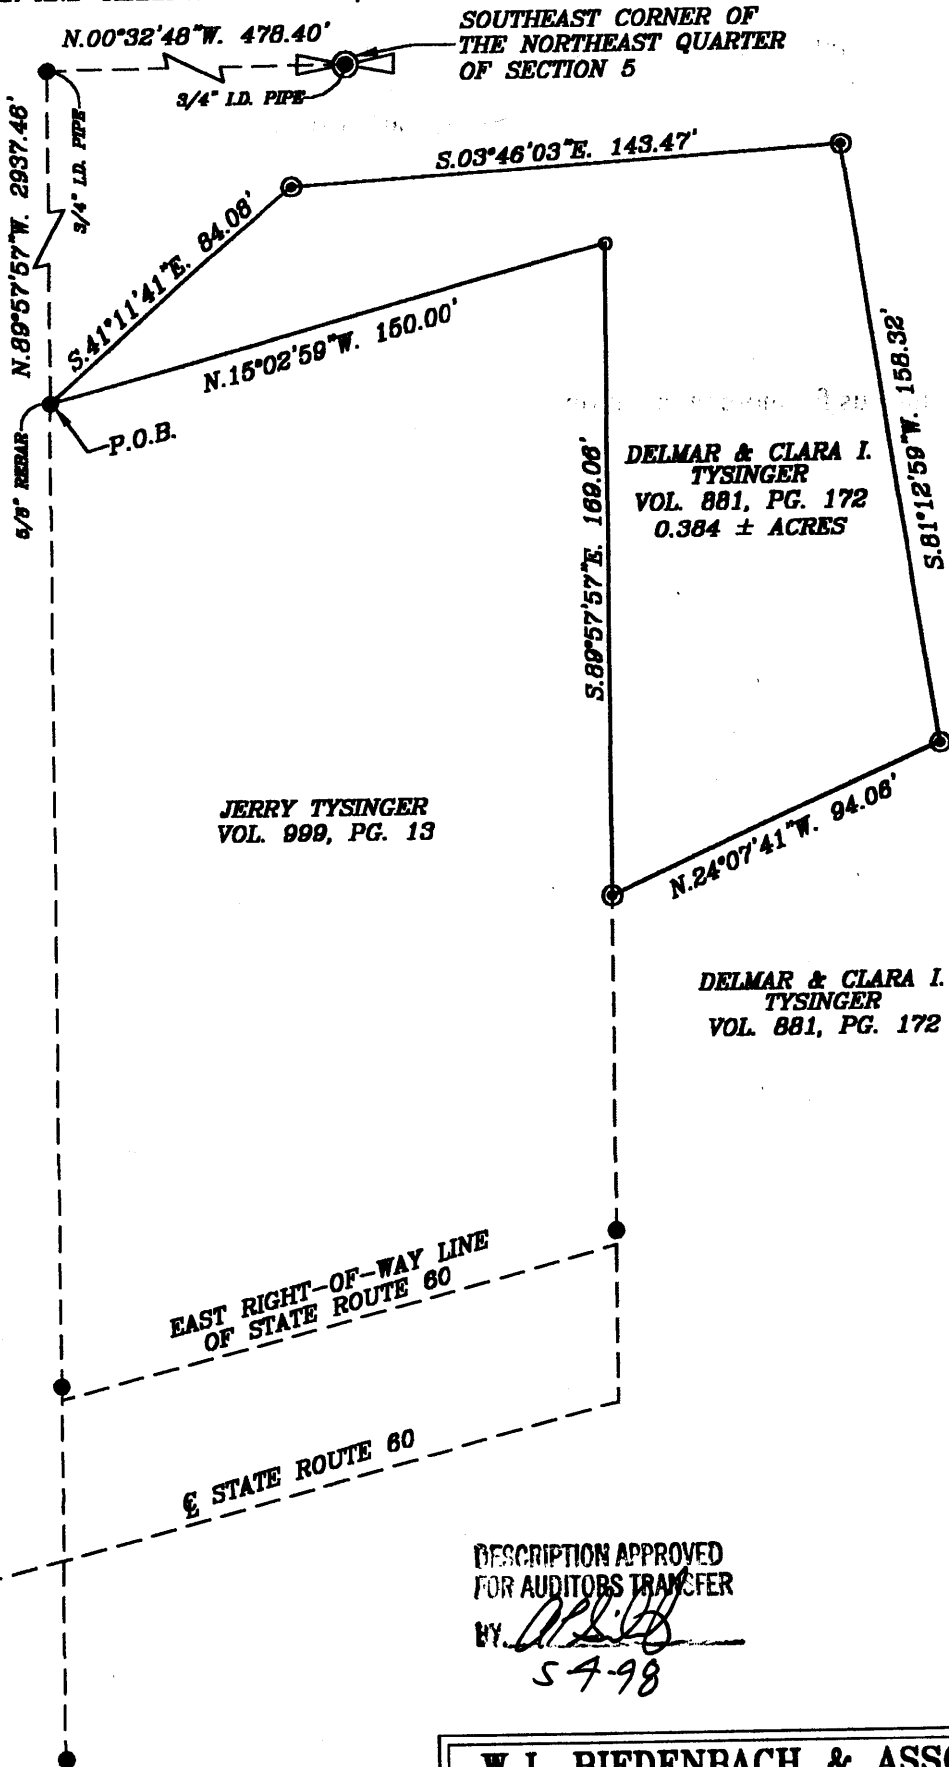 N.00°32'48"W. 478.40'
SOUTHEAST CORNER OF
THE NORTHEAST QUARTER
OF SECTION 5
3/4" I.D. PIPE
3/4" I.D. PIPE
N.89°57'57"W. 2937.46'
S.03°46'03"E. 143.47'
S.41°11'41"E. 84.08'
N.15°02'59"W. 150.00'
P.O.B.
5/8" REBAR
S.89°57'57"E. 169.06'
DELMAR & CLARA I.
TYSINGER
VOL. 881, PG. 172
0.384 ± ACRES
S.81°12'59"W. 158.32'
JERRY TYSINGER
VOL. 999, PG. 13
N.24°07'41"W. 94.06'
DELMAR & CLARA I.
TYSINGER
VOL. 881, PG. 172
EAST RIGHT-OF-WAY LINE
OF STATE ROUTE 60
℄ STATE ROUTE 60
DESCRIPTION APPROVED
FOR AUDITORS TRANSFER
BY.
5-4-98
W.J. BIEDENBACH &